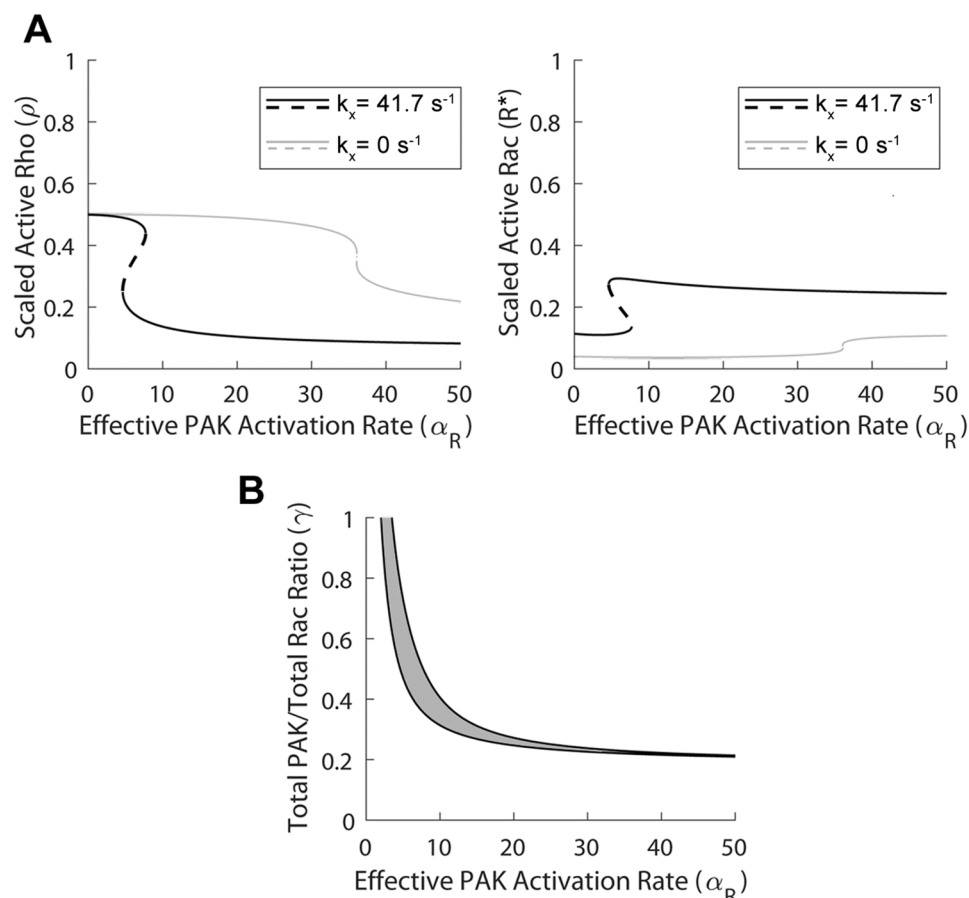 A
Scaled Active Rho (ρ)
1
0.8
0.6
0.4
0.2
0
kₓ= 41.7 s⁻¹
kₓ= 0 s⁻¹
0 10 20 30 40 50
Effective PAK Activation Rate (α_R)
Scaled Active Rac (R*)
1
0.8
0.6
0.4
0.2
0
kₓ= 41.7 s⁻¹
kₓ= 0 s⁻¹
0 10 20 30 40 50
Effective PAK Activation Rate (α_R)
B
Total PAK/Total Rac Ratio (γ)
1
0.8
0.6
0.4
0.2
0
0 10 20 30 40 50
Effective PAK Activation Rate (α_R)